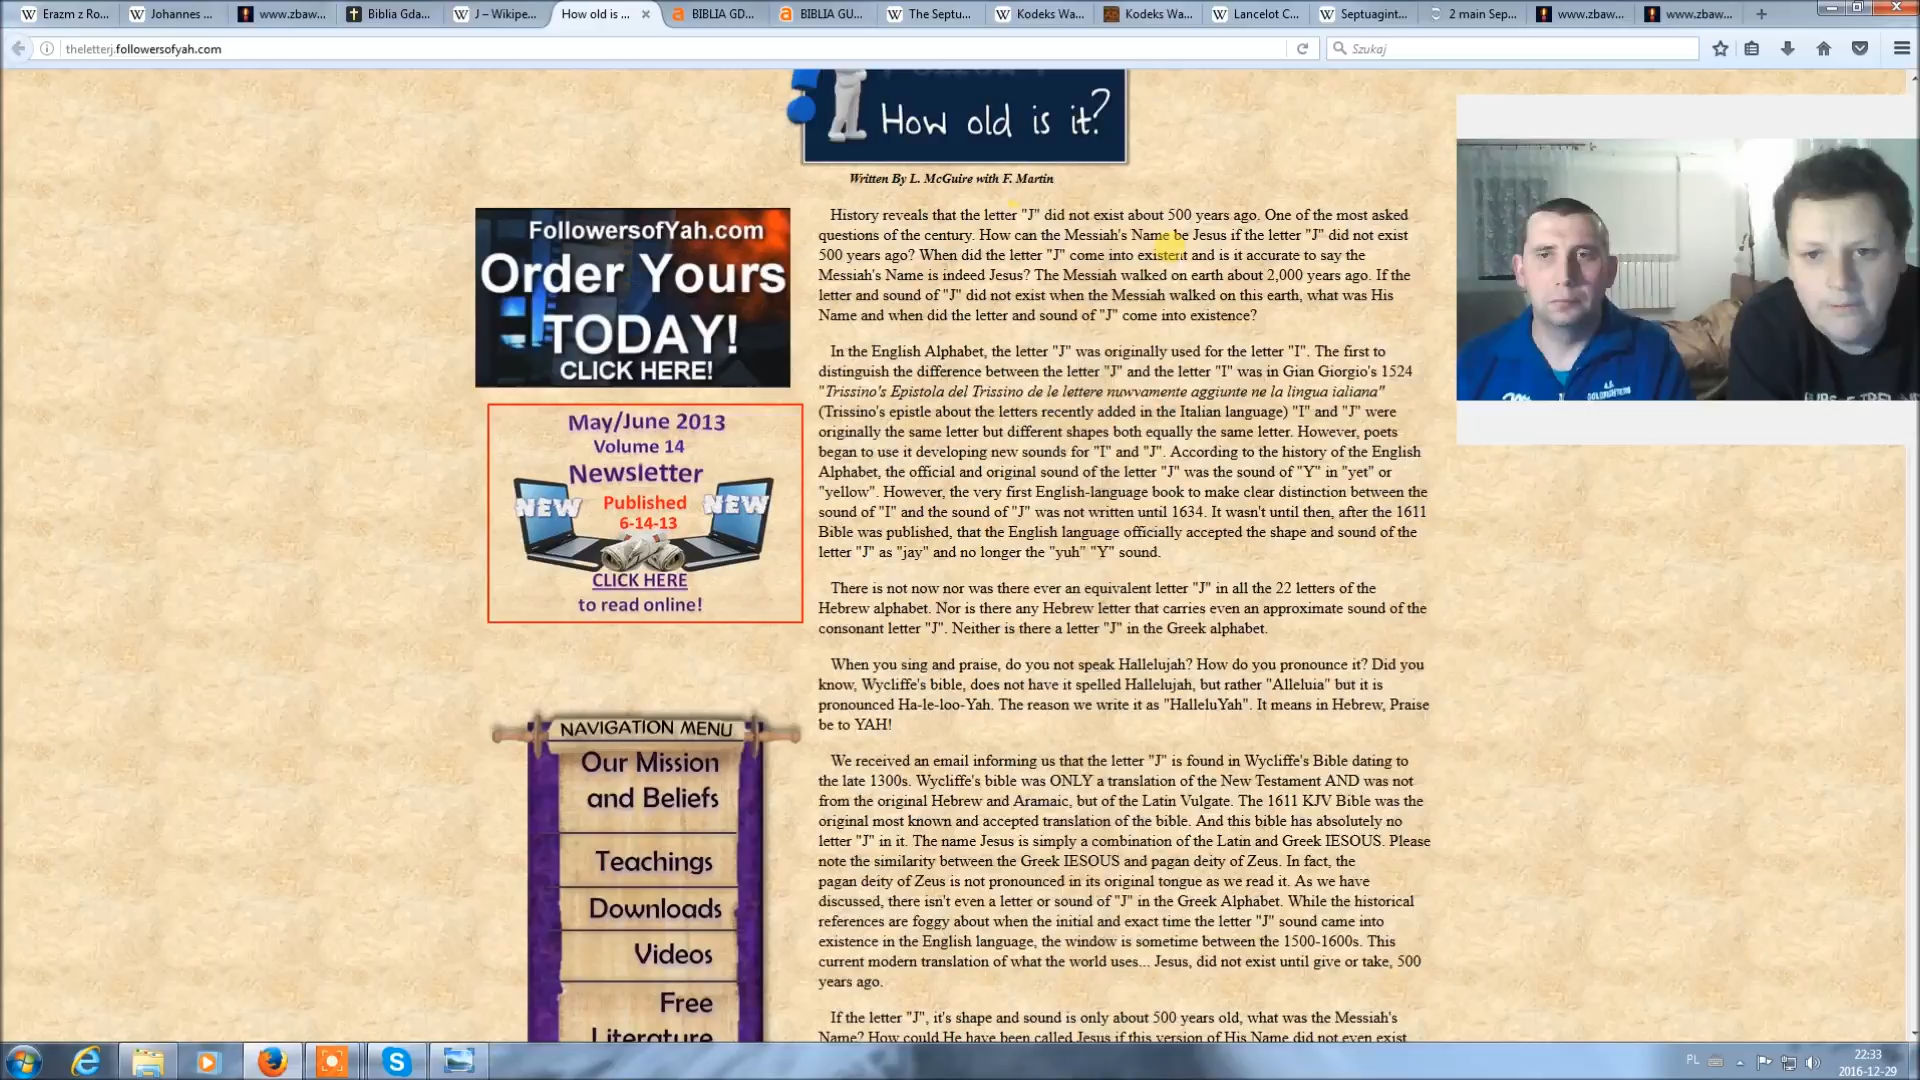 Erazm z Ro...
Johannes ...
www.zbaw...
Biblia Gda...
J – Wikipe...
How old is ...
BIBLIA GD...
BIBLIA GU...
The Septu...
Kodeks Wa...
Kodeks Wa...
Lancelot C...
Septuagint...
2 main Sep...
www.zbaw...
www.zbaw...
theletterj.followersofyah.com
Szukaj
How old is it?
Written By L. McGuire with F. Martin
History reveals that the letter "J" did not exist about 500 years ago. One of the most asked
questions of the century. How can the Messiah's Name be Jesus if the letter "J" did not exist
500 years ago? When did the letter "J" come into existent and is it accurate to say the
Messiah's Name is indeed Jesus? The Messiah walked on earth about 2,000 years ago. If the
letter and sound of "J" did not exist when the Messiah walked on this earth, what was His
Name and when did the letter and sound of "J" come into existence?
In the English Alphabet, the letter "J" was originally used for the letter "I". The first to
distinguish the difference between the letter "J" and the letter "I" was in Gian Giorgio's 1524
"Trissino's Epistola del Trissino de le lettere nuvvamente aggiunte ne la lingua ialiana"
(Trissino's epistle about the letters recently added in the Italian language) "I" and "J" were
originally the same letter but different shapes both equally the same letter. However, poets
began to use it developing new sounds for "I" and "J". According to the history of the English
Alphabet, the official and original sound of the letter "J" was the sound of "Y" in "yet" or
"yellow". However, the very first English-language book to make clear distinction between the
sound of "I" and the sound of "J" was not written until 1634. It wasn't until then, after the 1611
Bible was published, that the English language officially accepted the shape and sound of the
letter "J" as "jay" and no longer the "yuh" "Y" sound.
There is not now nor was there ever an equivalent letter "J" in all the 22 letters of the
Hebrew alphabet. Nor is there any Hebrew letter that carries even an approximate sound of the
consonant letter "J". Neither is there a letter "J" in the Greek alphabet.
When you sing and praise, do you not speak Hallelujah? How do you pronounce it? Did you
know, Wycliffe's bible, does not have it spelled Hallelujah, but rather "Alleluia" but it is
pronounced Ha-le-loo-Yah. The reason we write it as "HalleluYah". It means in Hebrew, Praise
be to YAH!
We received an email informing us that the letter "J" is found in Wycliffe's Bible dating to
the late 1300s. Wycliffe's bible was ONLY a translation of the New Testament AND was not
from the original Hebrew and Aramaic, but of the Latin Vulgate. The 1611 KJV Bible was the
original most known and accepted translation of the bible. And this bible has absolutely no
letter "J" in it. The name Jesus is simply a combination of the Latin and Greek IESOUS. Please
note the similarity between the Greek IESOUS and pagan deity of Zeus. In fact, the
pagan deity of Zeus is not pronounced in its original tongue as we read it. As we have
discussed, there isn't even a letter or sound of "J" in the Greek Alphabet. While the historical
references are foggy about when the initial and exact time the letter "J" sound came into
existence in the English language, the window is sometime between the 1500-1600s. This
current modern translation of what the world uses... Jesus, did not exist until give or take, 500
years ago.
If the letter "J", it's shape and sound is only about 500 years old, what was the Messiah's
Name? How could He have been called Jesus if this version of His Name did not even exist
FollowersofYah.com
Order Yours
TODAY!
CLICK HERE!
May/June 2013
Volume 14
Newsletter
Published
6-14-13
NEW
NEW
CLICK HERE
to read online!
NAVIGATION MENU
Our Mission
and Beliefs
Teachings
Downloads
Videos
Free
Literature
PL
22:33
2016-12-29